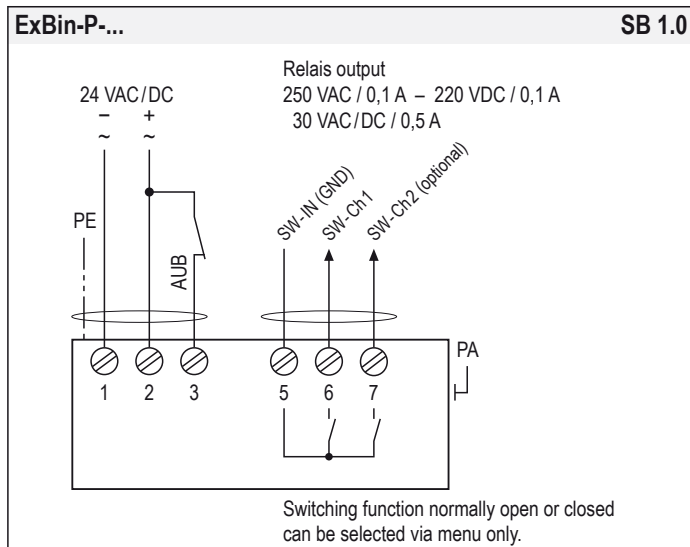 ExBin-P-... SB 1.0
Relais output
24 VAC/DC 250 VAC / 0,1 A – 220 VDC / 0,1 A
− + 30 VAC/DC / 0,5 A
~ ~
SW-IN (GND) SW-Ch1 SW-Ch2 (optional)
PE
AUB
PA
1 2 3 5 6 7
Switching function normally open or closed
can be selected via menu only.